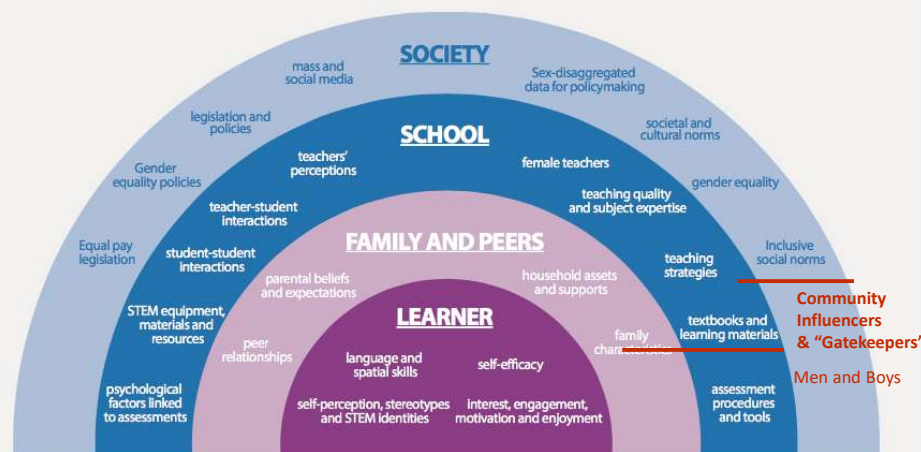 SOCIETY
mass and
social media
Sex-disaggregated
data for policymaking
legislation and
policies
societal and
cultural norms
Gender
equality policies
gender equality
Equal pay
legislation
Inclusive
social norms
SCHOOL
teachers'
perceptions
female teachers
teacher-student
interactions
teaching quality
and subject expertise
student-student
interactions
teaching
strategies
STEM equipment,
materials and
resources
textbooks and
learning materials
psychological
factors linked
to assessments
assessment
procedures
and tools
FAMILY AND PEERS
parental beliefs
and expectations
household assets
and supports
peer
relationships
family
characteristics
LEARNER
language and
spatial skills
self-efficacy
self-perception, stereotypes
and STEM identities
interest, engagement,
motivation and enjoyment
Community
Influencers
& “Gatekeepers”
Men and Boys